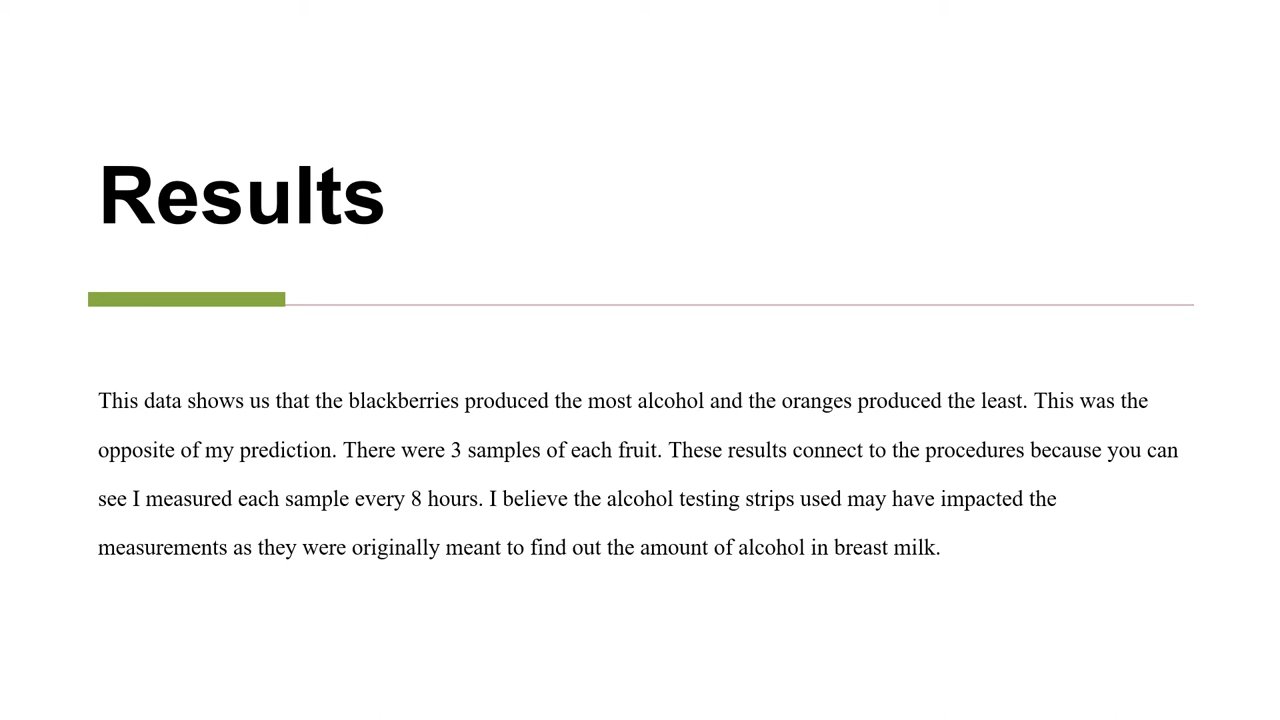 Results
This data shows us that the blackberries produced the most alcohol and the oranges produced the least. This was the
opposite of my prediction. There were 3 samples of each fruit. These results connect to the procedures because you can
see I measured each sample every 8 hours. I believe the alcohol testing strips used may have impacted the
measurements as they were originally meant to find out the amount of alcohol in breast milk.